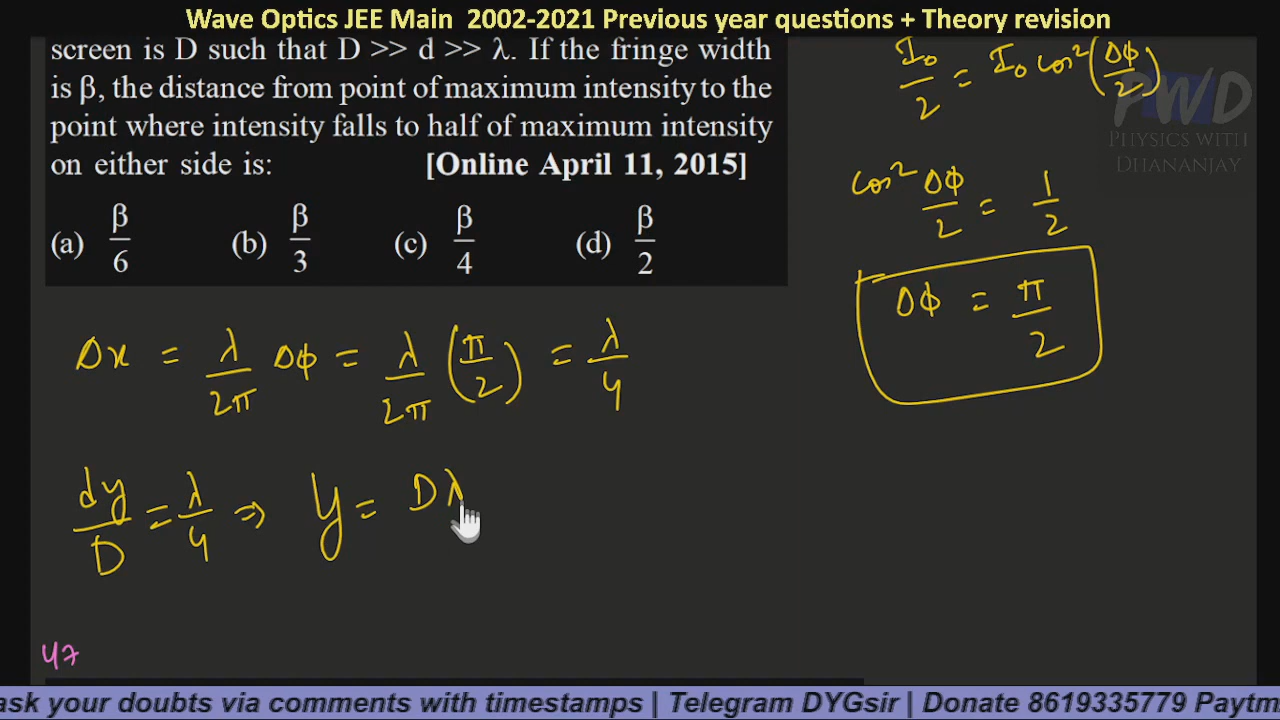 Wave Optics JEE Main 2002-2021 Previous year questions + Theory revision
screen is D such that D >> d >> λ. If the fringe width
is β, the distance from point of maximum intensity to the
point where intensity falls to half of maximum intensity
on either side is: [Online April 11, 2015]
(a) β/6 (b) β/3 (c) β/4 (d) β/2
I₀/2 = I₀ cos²(Δφ/2)
PWD
PHYSICS WITH
DHANANJAY
cos² Δφ/2 = 1/2
Δφ = π/2
Δx = λ/2π Δφ = λ/2π (π/2) = λ/4
dy/D = λ/4 ⇒ y = Dλ
47
ask your doubts via comments with timestamps | Telegram DYGsir | Donate 8619335779 Paytm